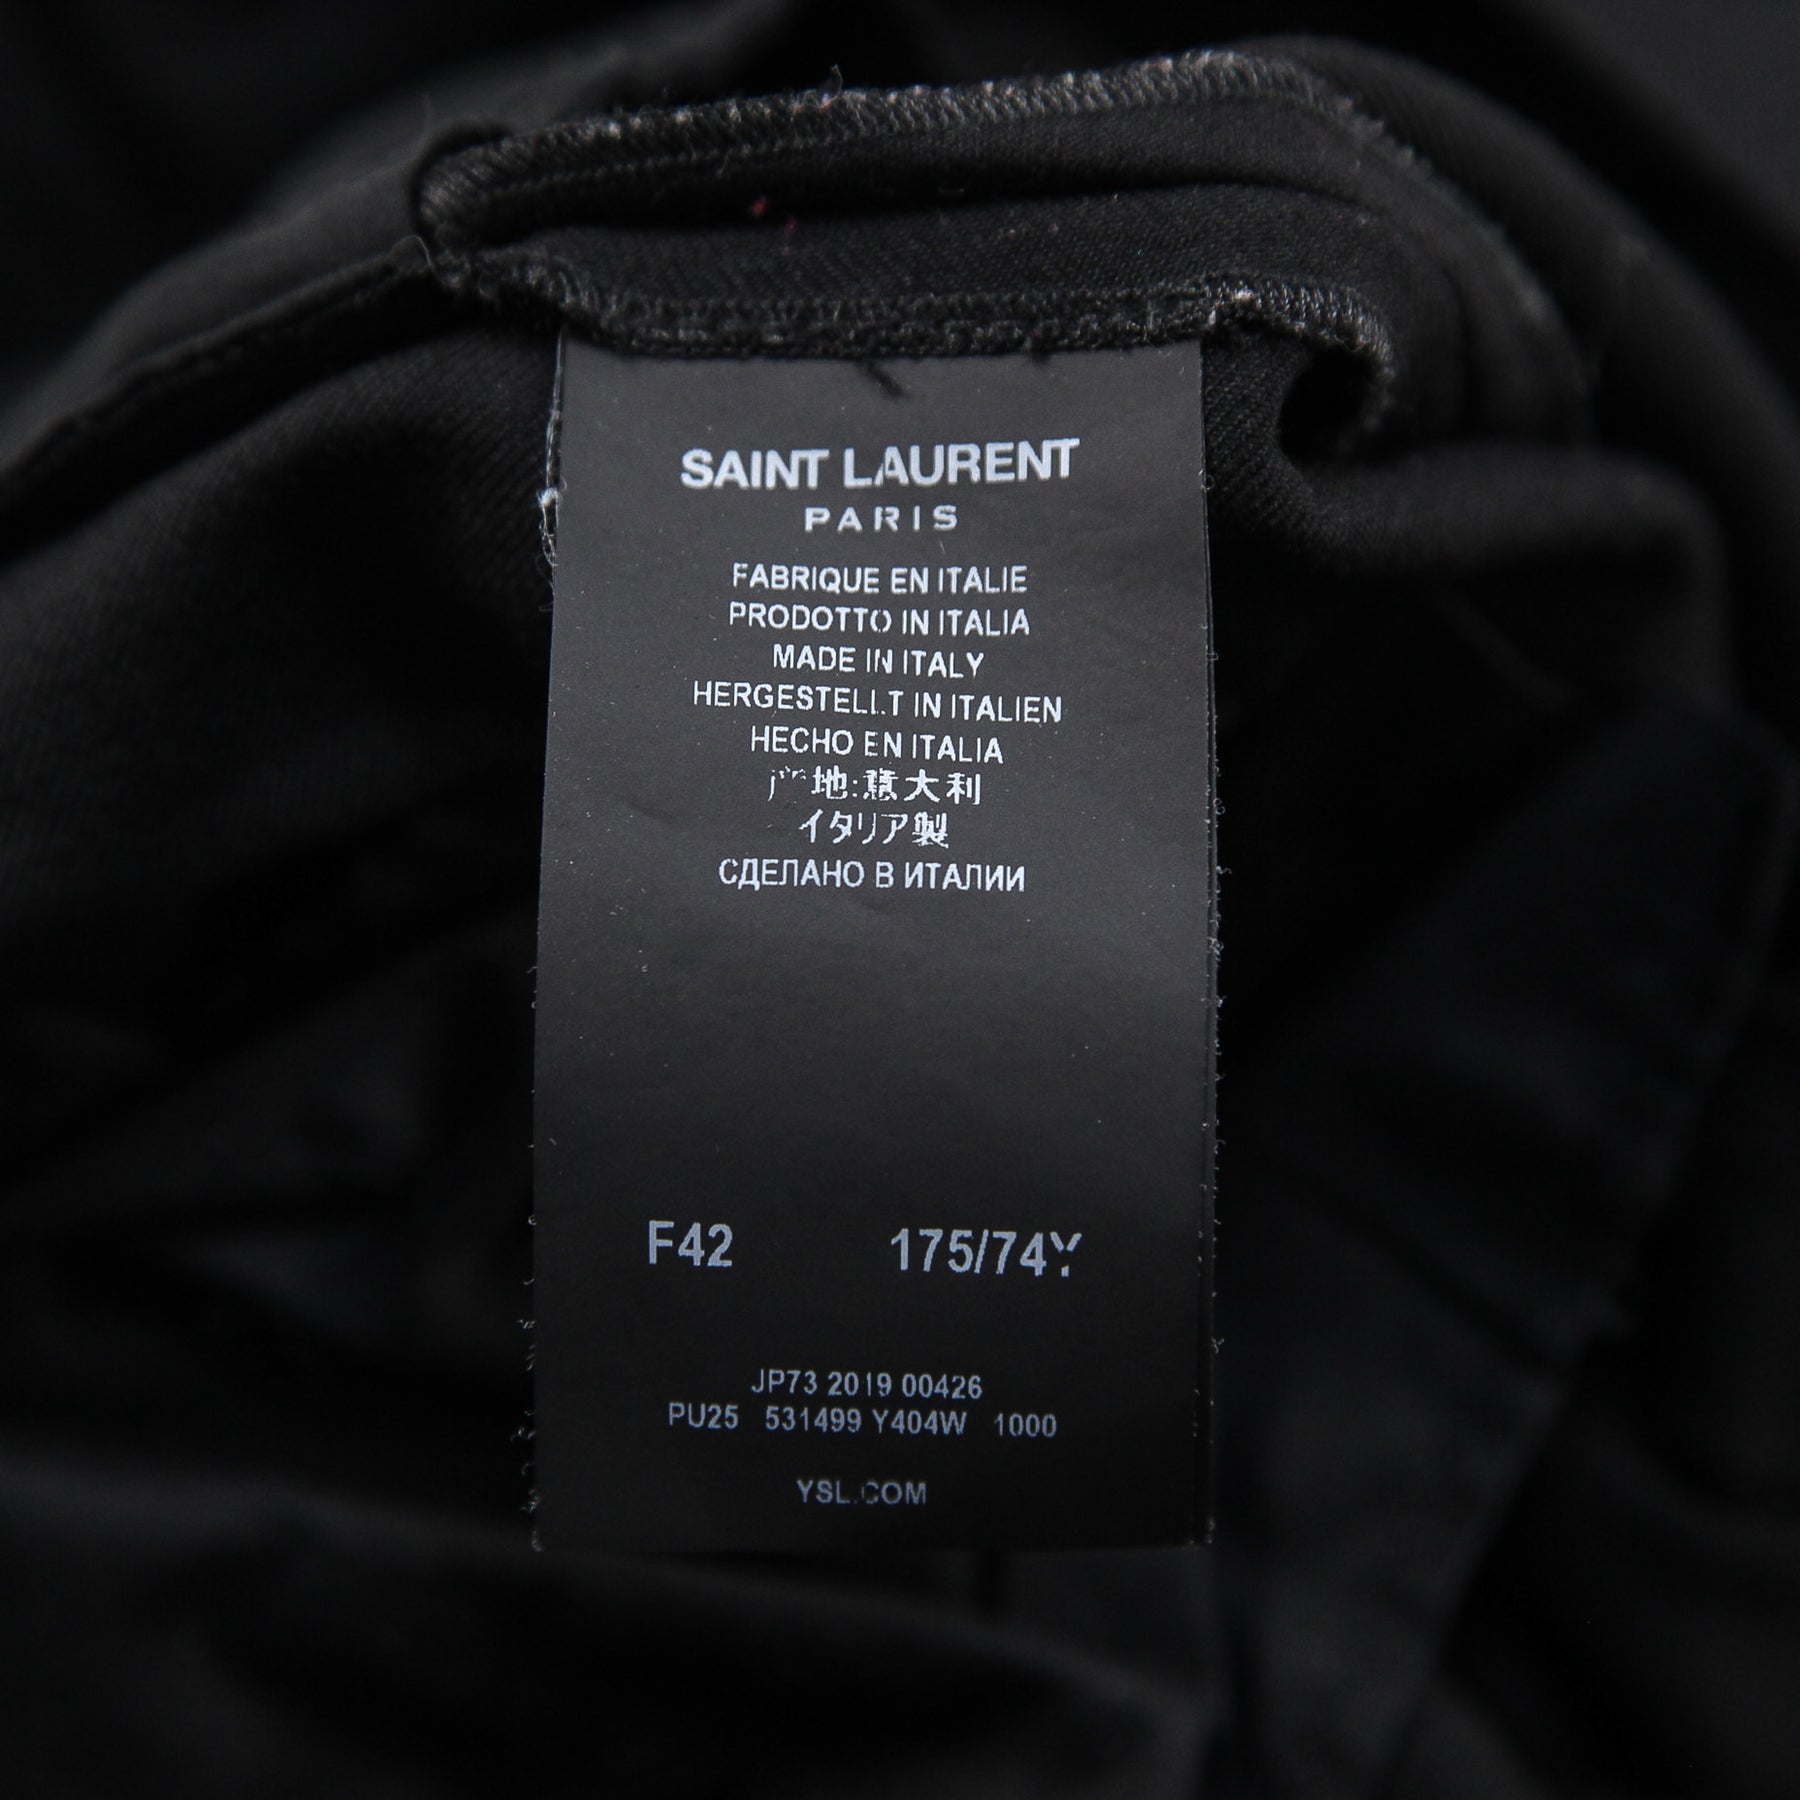 SAINT LAURENT
PARIS
FABRIQUE EN ITALIE
PRODOTTO IN ITALIA
MADE IN ITALY
HERGESTELLT IN ITALIEN
HECHO EN ITALIA
产地:意大利
イタリア製
СДЕЛАНО В ИТАЛИИ
F42 175/74Y
JP73 2019 00426
PU25 531499 Y404W 1000
YSL.COM